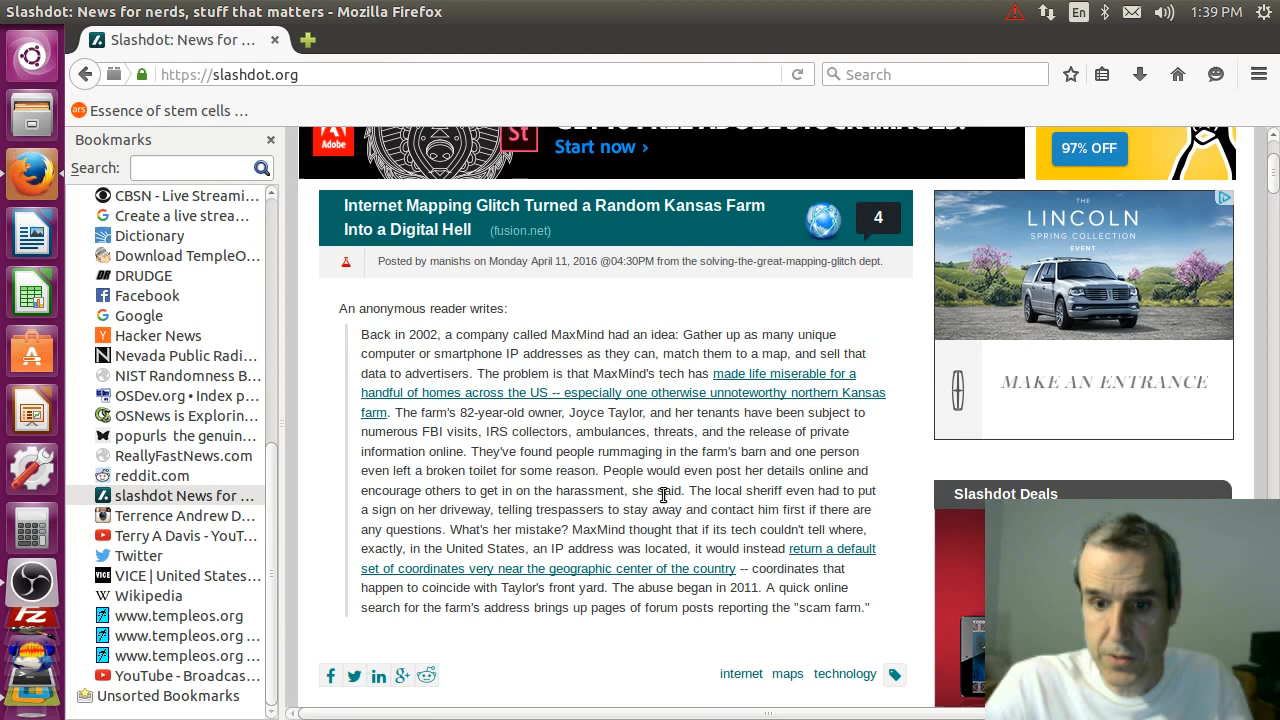 Slashdot: News for nerds, stuff that matters - Mozilla Firefox
En
1:39 PM
Slashdot: News for ...
https://slashdot.org
Search
ars Essence of stem cells ...
Bookmarks
Search:
CBSN - Live Streami...
Create a live strea...
Dictionary
Download TempleO...
DR DRUDGE
Facebook
Google
Hacker News
Nevada Public Radi...
NIST Randomness B...
OSDev.org • Index p...
OSNews is Explorin...
popurls the genuin...
ReallyFastNews.com
reddit.com
slashdot News for ...
Terrence Andrew D...
Terry A Davis - YouT...
Twitter
VICE | United States...
Wikipedia
www.templeos.org
www.templeos.org ...
www.templeos.org ...
YouTube - Broadcas...
Unsorted Bookmarks
Adobe
St
GET 10 FREE ADOBE STOCK IMAGES.
Start now ›
97% OFF
Internet Mapping Glitch Turned a Random Kansas Farm
Into a Digital Hell (fusion.net)
4
Posted by manishs on Monday April 11, 2016 @04:30PM from the solving-the-great-mapping-glitch dept.
An anonymous reader writes:
Back in 2002, a company called MaxMind had an idea: Gather up as many unique
computer or smartphone IP addresses as they can, match them to a map, and sell that
data to advertisers. The problem is that MaxMind's tech has made life miserable for a
handful of homes across the US -- especially one otherwise unnoteworthy northern Kansas
farm. The farm's 82-year-old owner, Joyce Taylor, and her tenants have been subject to
numerous FBI visits, IRS collectors, ambulances, threats, and the release of private
information online. They've found people rummaging in the farm's barn and one person
even left a broken toilet for some reason. People would even post her details online and
encourage others to get in on the harassment, she said. The local sheriff even had to put
a sign on her driveway, telling trespassers to stay away and contact him first if there are
any questions. What's her mistake? MaxMind thought that if its tech couldn't tell where,
exactly, in the United States, an IP address was located, it would instead return a default
set of coordinates very near the geographic center of the country -- coordinates that
happen to coincide with Taylor's front yard. The abuse began in 2011. A quick online
search for the farm's address brings up pages of forum posts reporting the "scam farm."
internet maps technology
THE
LINCOLN
SPRING COLLECTION
EVENT
MAKE AN ENTRANCE
Slashdot Deals